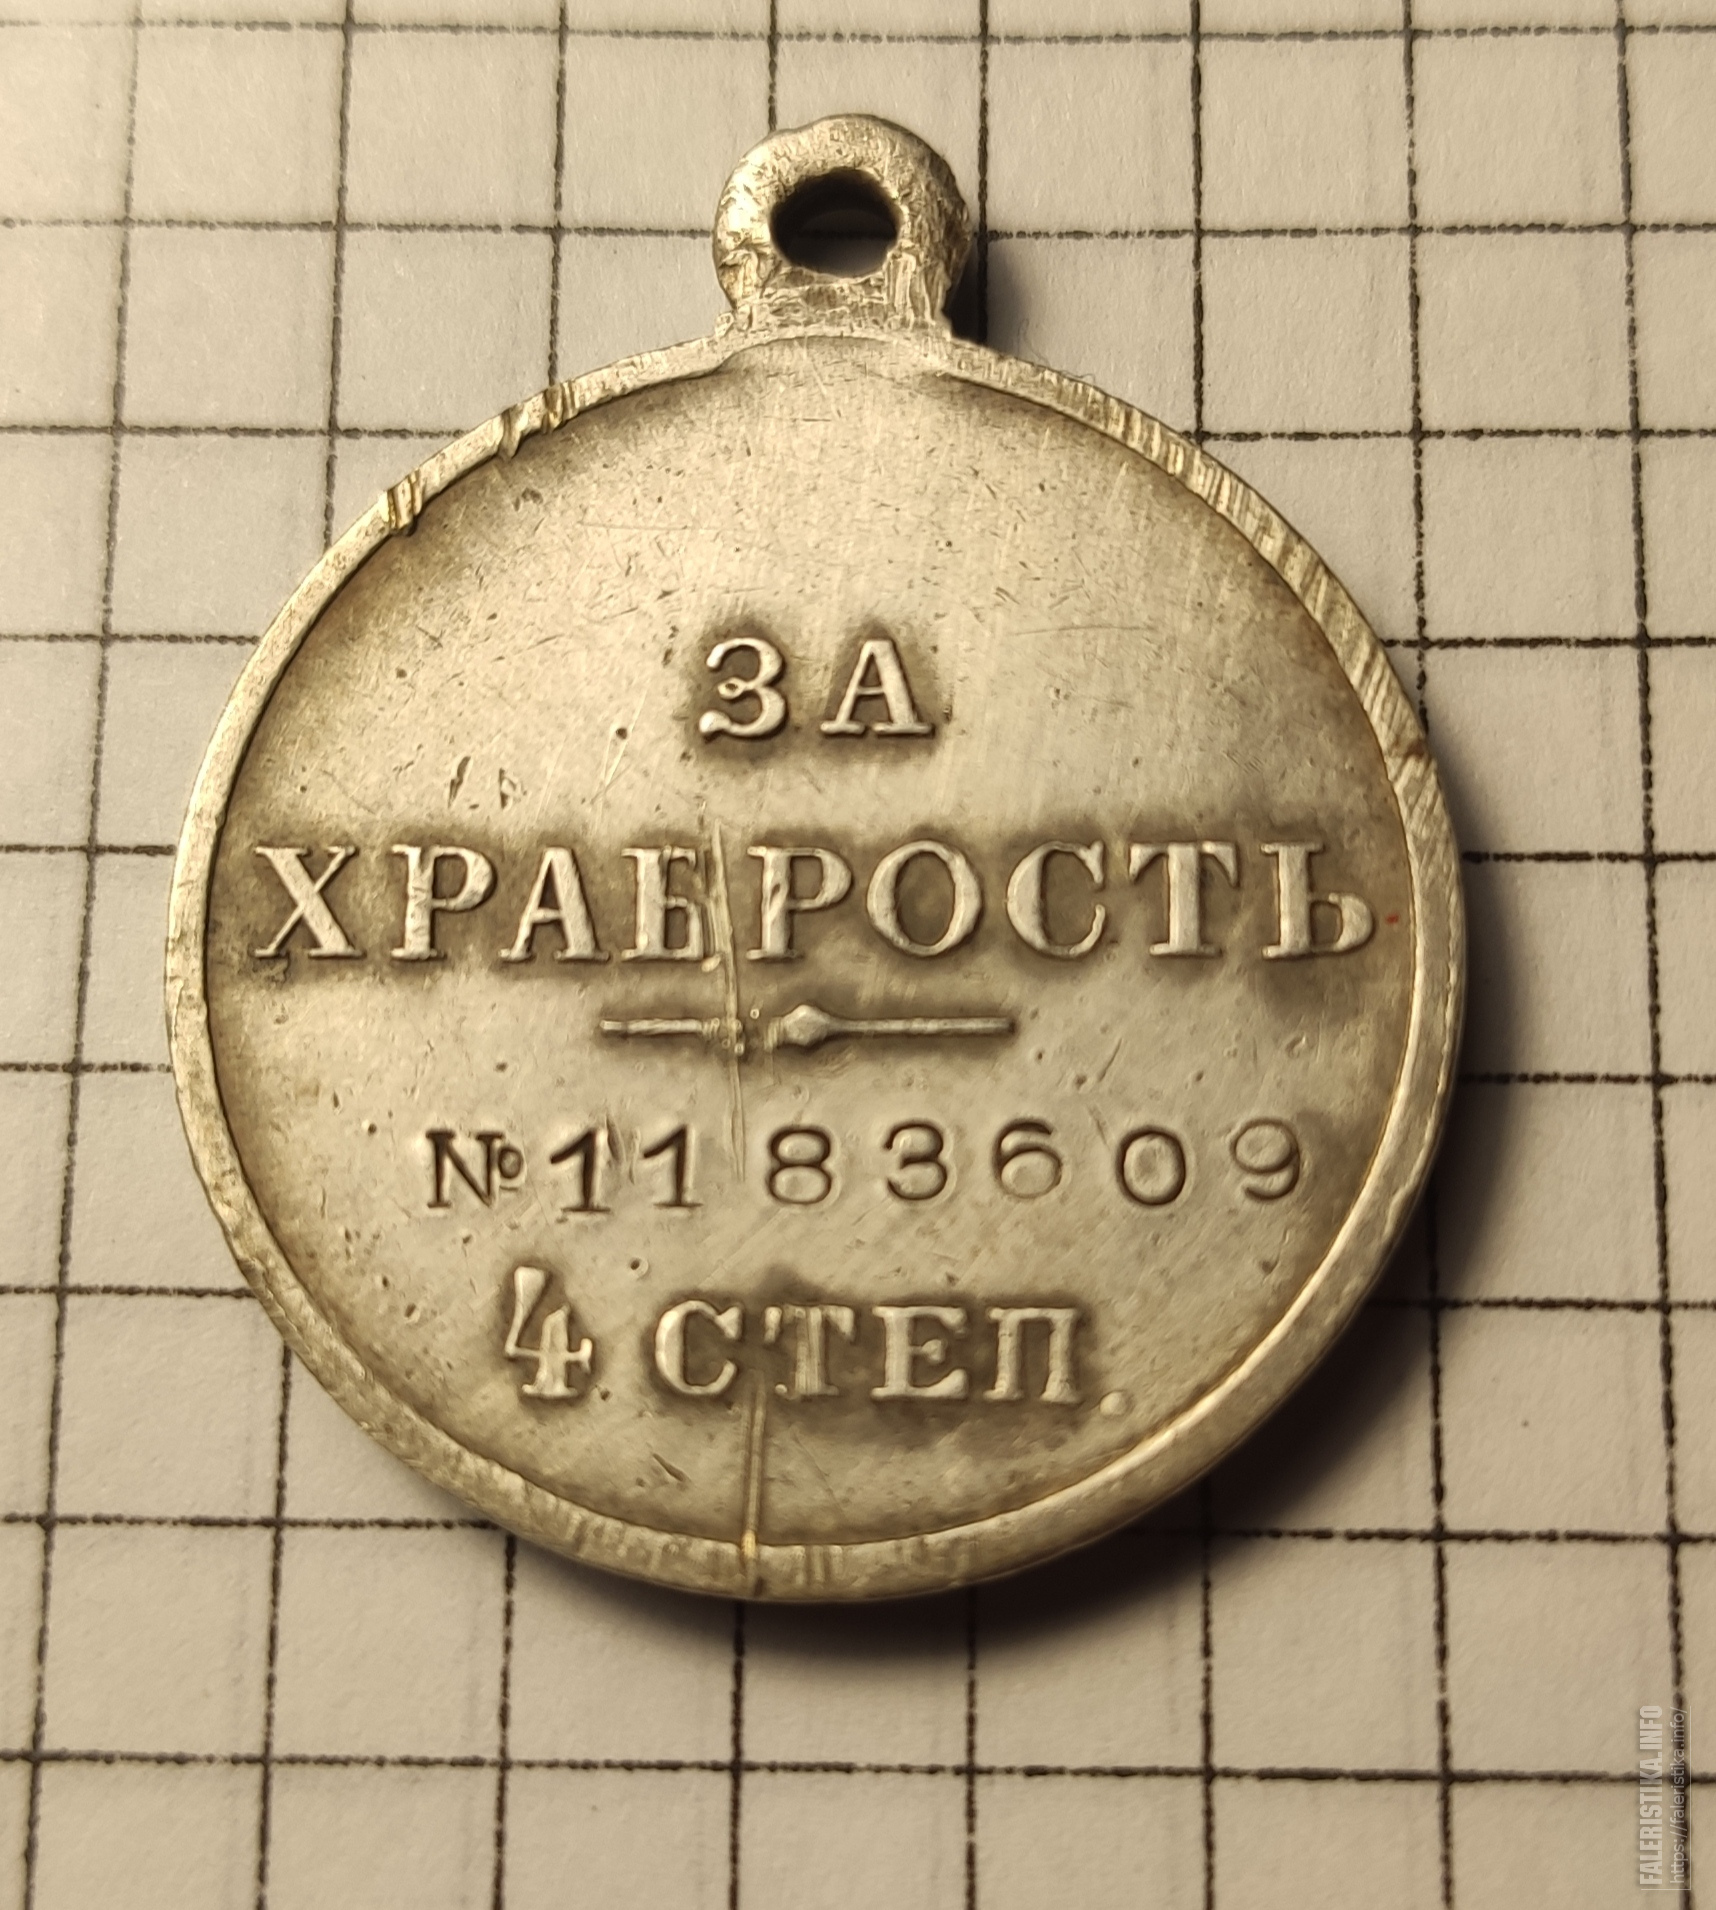 ЗА
ХРАБРОСТЬ
№1183609
4 СТЕП.
FALERISTIKA.INFO
https://faleristika.info/